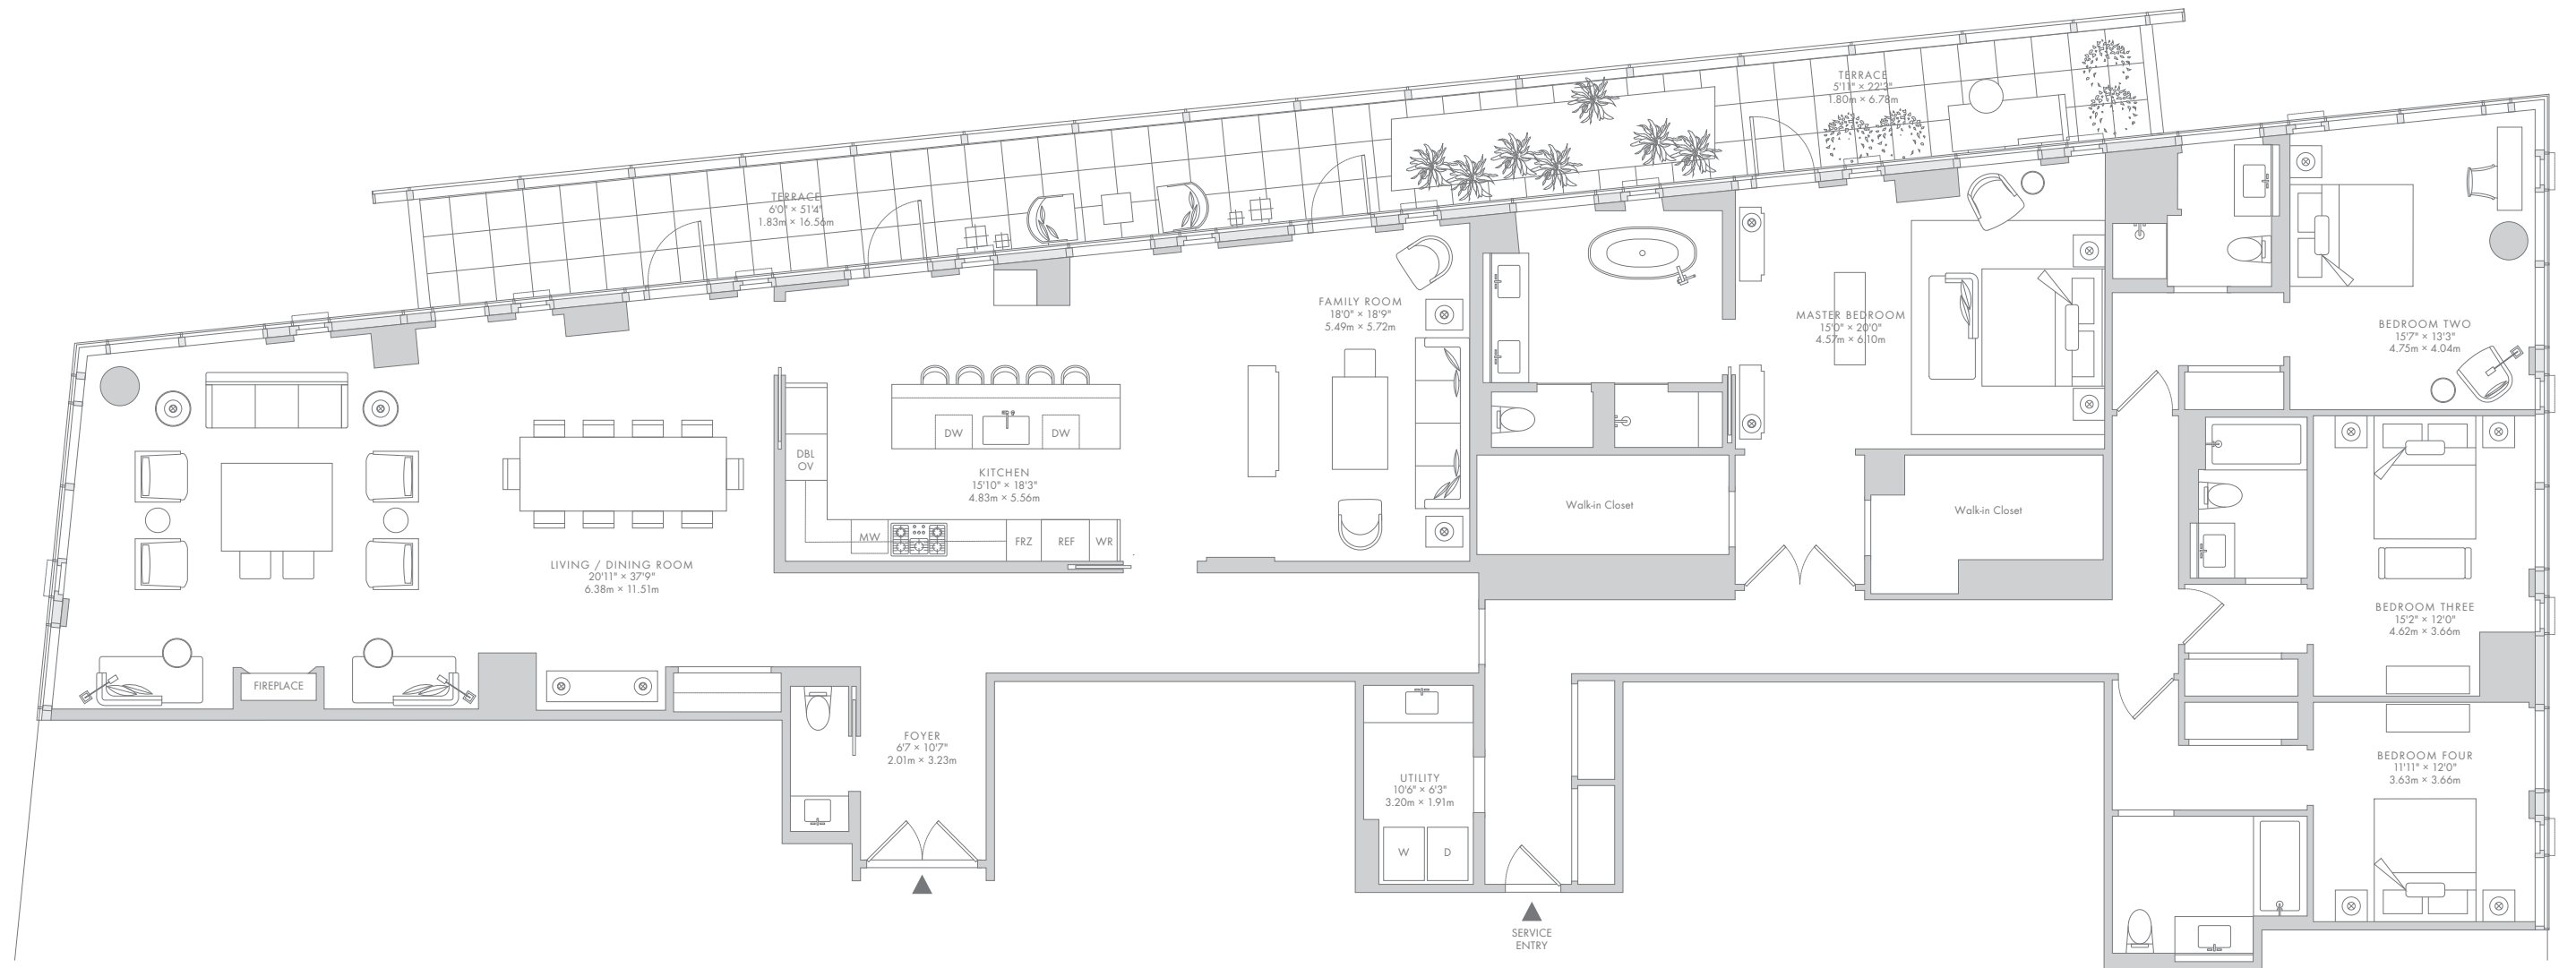 TERRACE
5'11" × 22'3"
1.80m × 6.78m
TERRACE
6'0" × 51'4"
1.83m × 16.56m
FAMILY ROOM
18'0" × 18'9"
5.49m × 5.72m
MASTER BEDROOM
15'0" × 20'0"
4.57m × 6.10m
BEDROOM TWO
15'7" × 13'3"
4.75m × 4.04m
DW
DW
DBL
OV
KITCHEN
15'10" × 18'3"
4.83m × 5.56m
MW
FRZ
REF
WR
Walk-in Closet
Walk-in Closet
LIVING / DINING ROOM
20'11" × 37'9"
6.38m × 11.51m
BEDROOM THREE
15'2" × 12'0"
4.62m × 3.66m
FIREPLACE
FOYER
6'7 × 10'7"
2.01m × 3.23m
UTILITY
10'6" × 6'3"
3.20m × 1.91m
BEDROOM FOUR
11'11" × 12'0"
3.63m × 3.66m
W
D
SERVICE
ENTRY